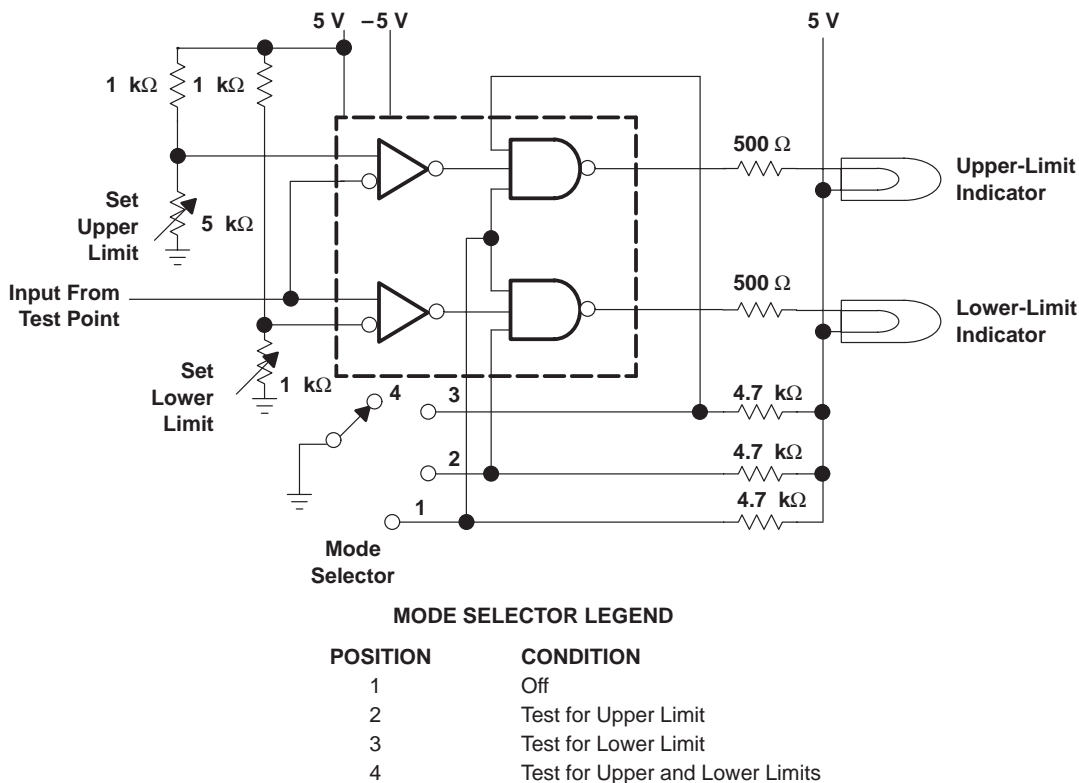 5 V –5 V 5 V
1 kΩ 1 kΩ
500 Ω
Upper-Limit
Indicator
Set
Upper
Limit
5 kΩ
Input From
Test Point
500 Ω
Lower-Limit
Indicator
Set
Lower
Limit
1 kΩ
4
3
4.7 kΩ
2
4.7 kΩ
1
4.7 kΩ
Mode
Selector
MODE SELECTOR LEGEND
POSITION CONDITION
1 Off
2 Test for Upper Limit
3 Test for Lower Limit
4 Test for Upper and Lower Limits